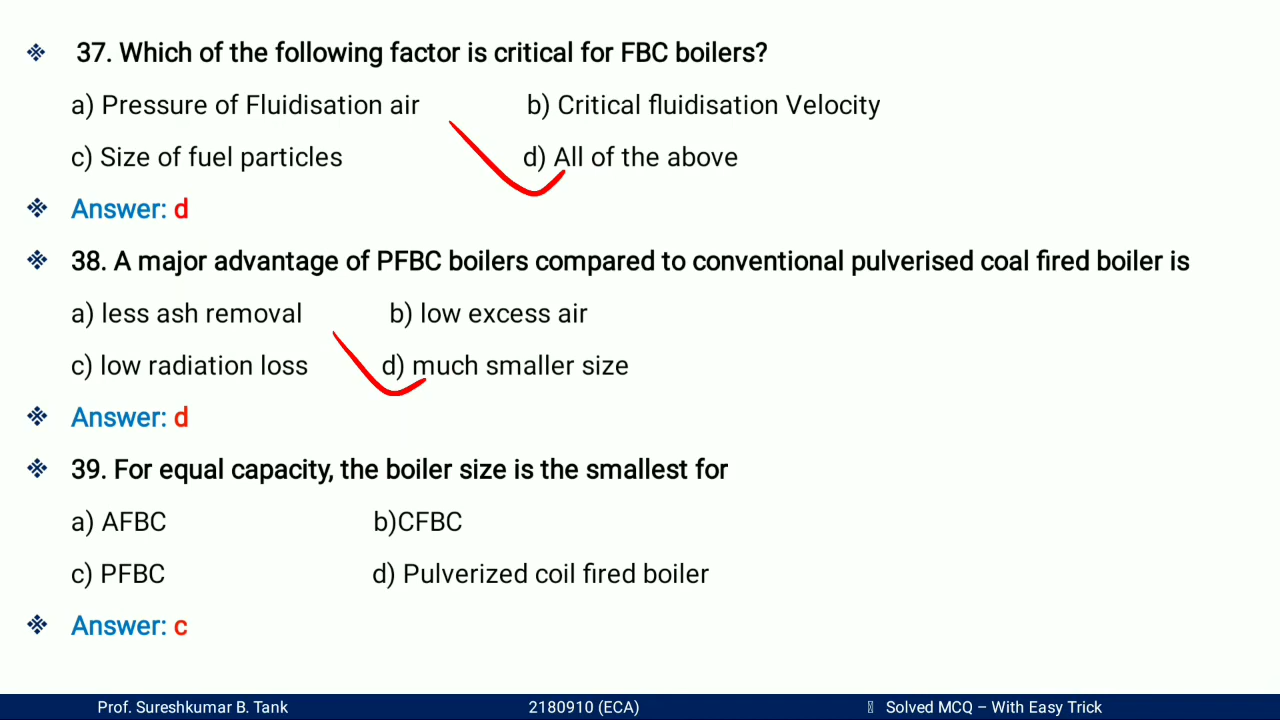 ❖ 37. Which of the following factor is critical for FBC boilers?
a) Pressure of Fluidisation air b) Critical fluidisation Velocity
c) Size of fuel particles d) All of the above
❖ Answer: d
❖ 38. A major advantage of PFBC boilers compared to conventional pulverised coal fired boiler is
a) less ash removal b) low excess air
c) low radiation loss d) much smaller size
❖ Answer: d
❖ 39. For equal capacity, the boiler size is the smallest for
a) AFBC b)CFBC
c) PFBC d) Pulverized coil fired boiler
❖ Answer: c
Prof. Sureshkumar B. Tank 2180910 (ECA) Solved MCQ – With Easy Trick